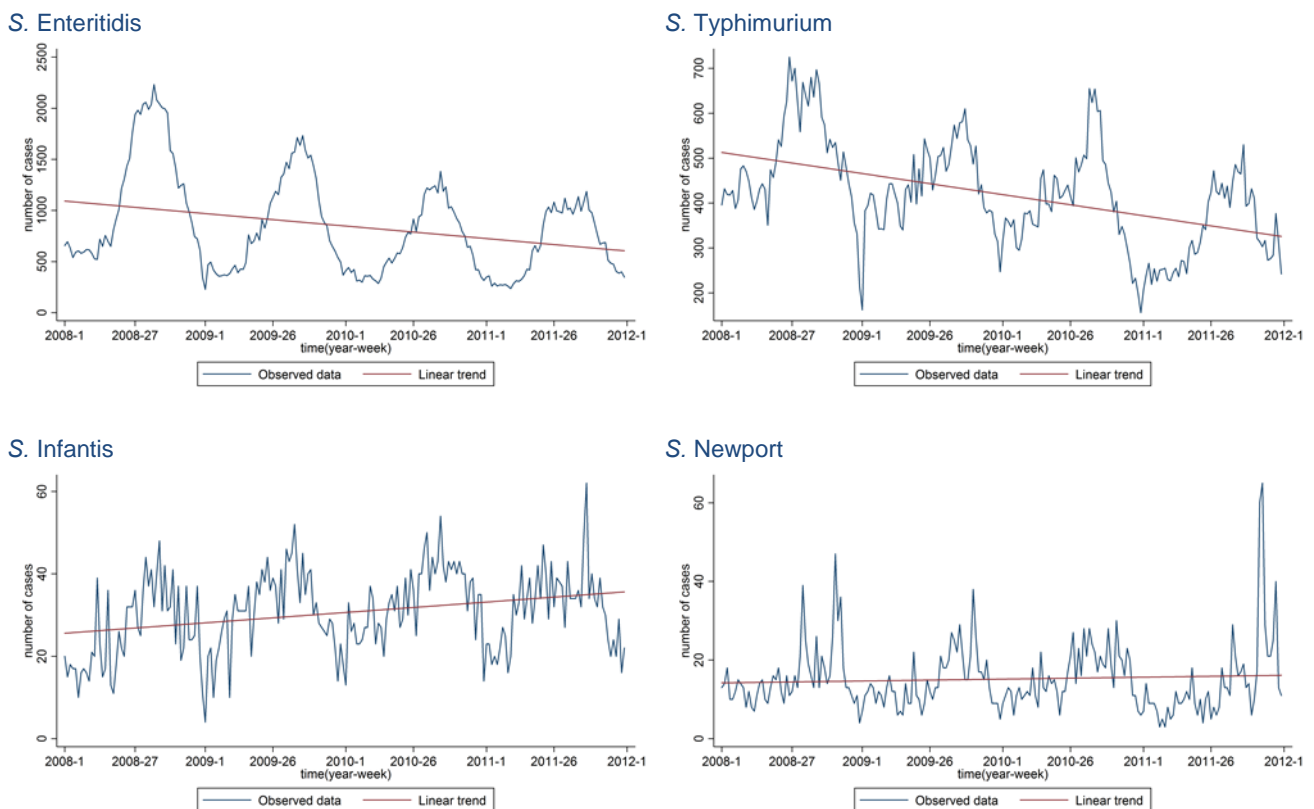 S. Enteritidis
number of cases
2500
2000
1500
1000
500
0
2008-1 2008-27 2009-1 2009-26 2010-1 2010-26 2011-1 2011-26 2012-1
time(year-week)
Observed data Linear trend
S. Typhimurium
number of cases
700
600
500
400
300
200
2008-1 2008-27 2009-1 2009-26 2010-1 2010-26 2011-1 2011-26 2012-1
time(year-week)
Observed data Linear trend
S. Infantis
number of cases
60
40
20
0
2008-1 2008-27 2009-1 2009-26 2010-1 2010-26 2011-1 2011-26 2012-1
time(year-week)
Observed data Linear trend
S. Newport
number of cases
60
40
20
0
2008-1 2008-27 2009-1 2009-26 2010-1 2010-26 2011-1 2011-26 2012-1
time(year-week)
Observed data Linear trend